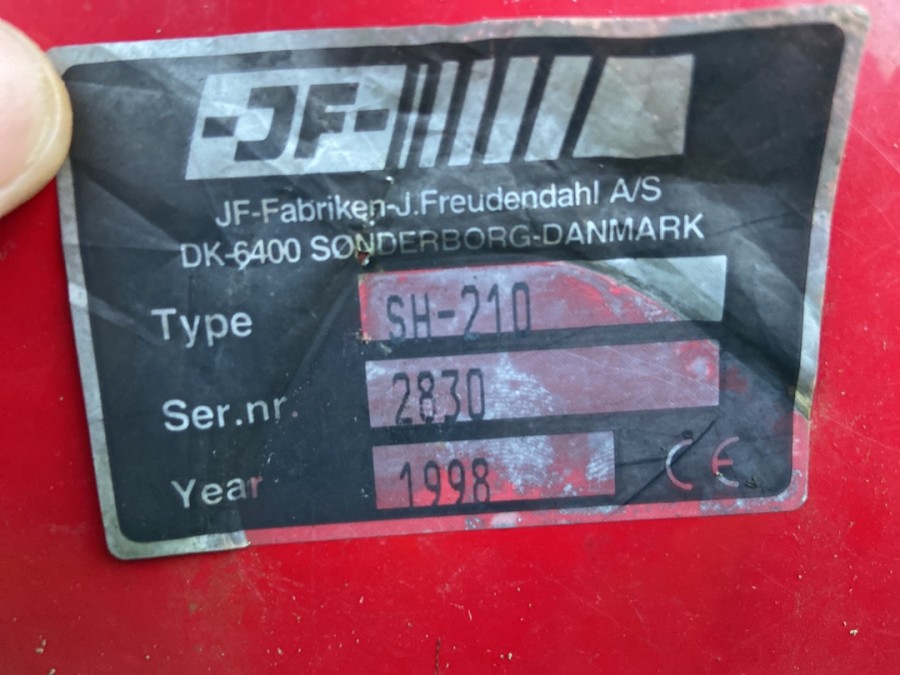 -JF-
JF-Fabriken-J.Freudendahl A/S
DK-6400 SØNDERBORG-DANMARK
Type SH-210
Ser.nr. 2830
Year 1998 CE